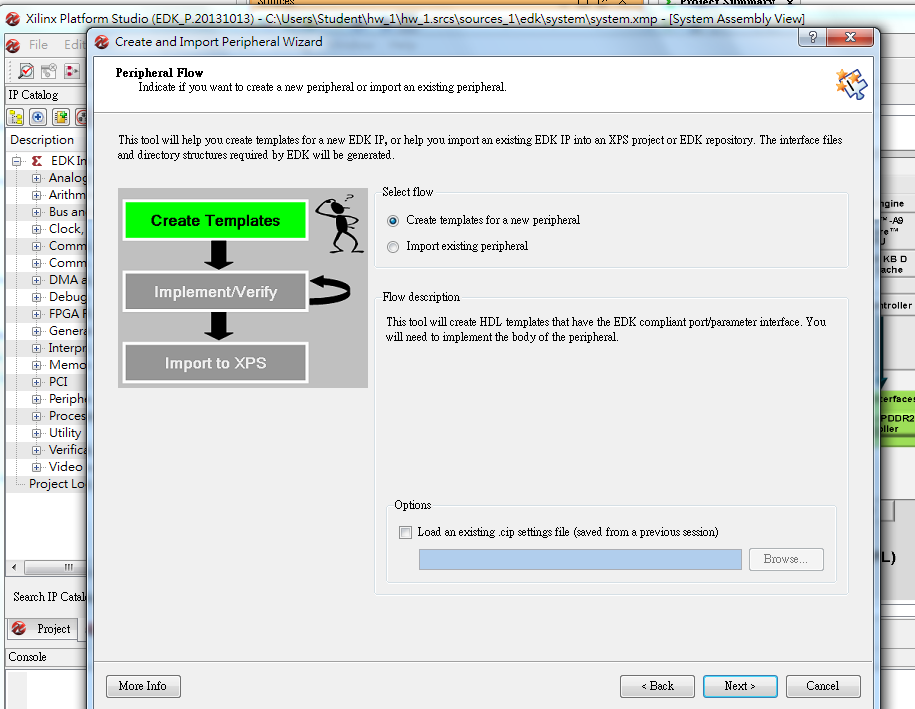 Xilinx Platform Studio (EDK_P.20131013) - C:\Users\Student\hw_1\hw_1.srcs\sources_1\edk\system\system.xmp - [System Assembly View]
File Edit
Create and Import Peripheral Wizard
Peripheral Flow
Indicate if you want to create a new peripheral or import an existing peripheral.
IP Catalog
Description
EDK In
Analog
Arithm
Bus an
Clock,
Comm
Comm
DMA a
Debug
FPGA R
Genera
Interpr
Memo
PCI
Periphe
Proces
Utility
Verifica
Video
Project Lo
Search IP Catal
Project
Console
This tool will help you create templates for a new EDK IP, or help you import an existing EDK IP into an XPS project or EDK repository. The interface files
and directory structures required by EDK will be generated.
Create Templates
Implement/Verify
Import to XPS
Select flow
Create templates for a new peripheral
Import existing peripheral
Flow description
This tool will create HDL templates that have the EDK compliant port/parameter interface. You
will need to implement the body of the peripheral.
Options
Load an existing .cip settings file (saved from a previous session)
Browse...
More Info
< Back
Next >
Cancel
ngine
™-A9
re™
U
KB D
ache
ntroller
erfaces
PDDR2
ller
L)